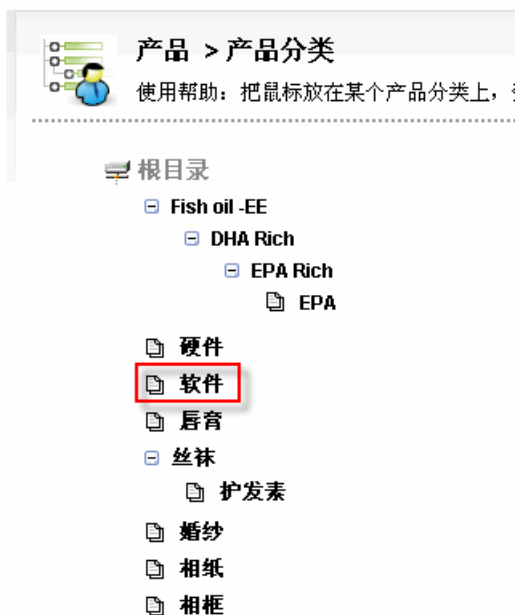 产品 >产品分类
使用帮助：把鼠标放在某个产品分类上，
根目录
Fish oil -EE
DHA Rich
EPA Rich
EPA
硬件
软件
唇膏
丝袜
护发素
婚纱
相纸
相框